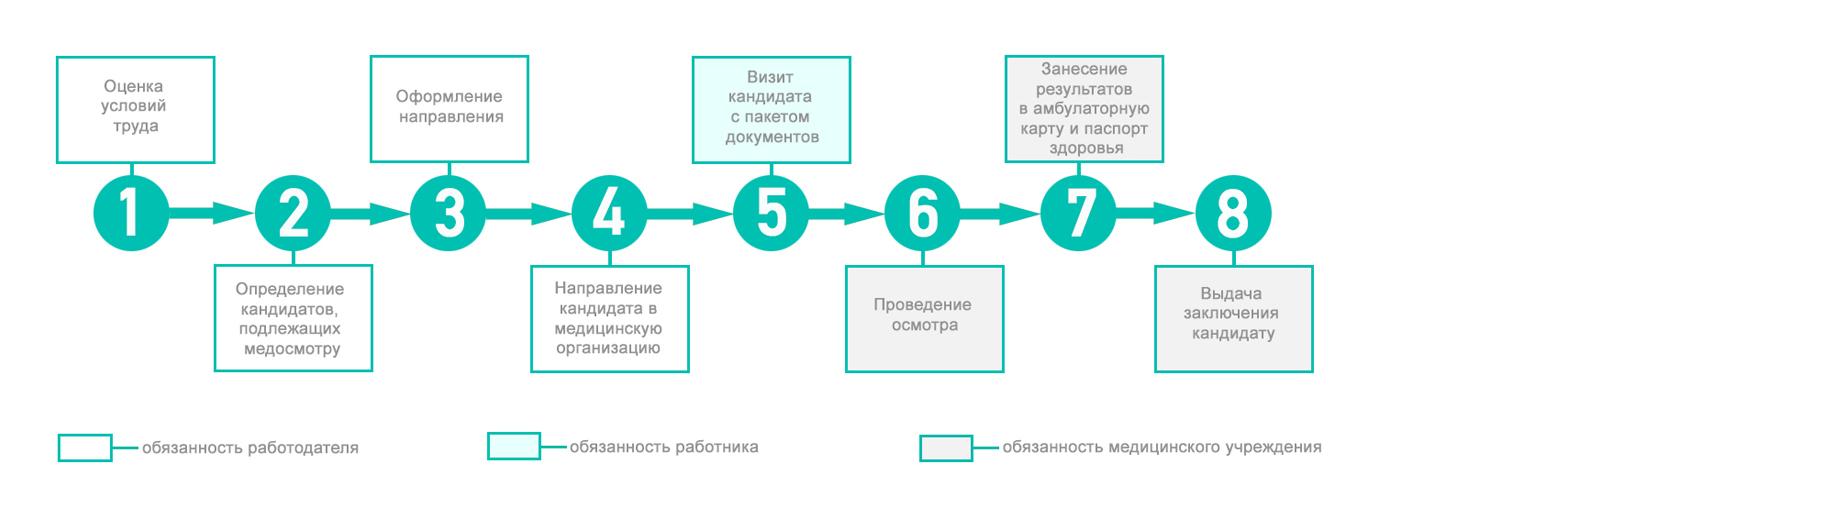 Оценка
условий
труда
Оформление
направления
Визит
кандидата
с пакетом
документов
Занесение
результатов
в амбулаторную
карту и паспорт
здоровья
1
2
3
4
5
6
7
8
Определение
кандидатов,
подлежащих
медосмотру
Направление
кандидата в
медицинскую
организацию
Проведение
осмотра
Выдача
заключения
кандидату
обязанность работодателя
обязанность работника
обязанность медицинского учреждения